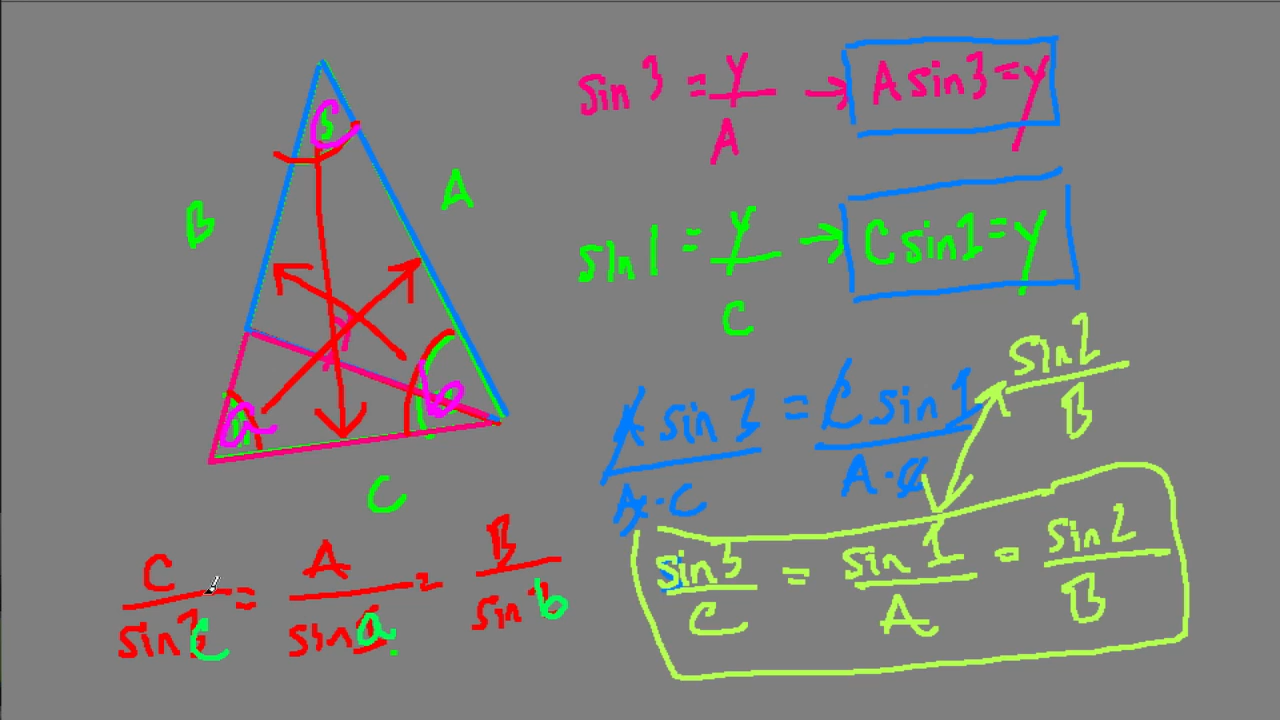 sin 3 = y/A → A sin 3 = y
sin 1 = y/C → C sin 1 = y
sin 2/B
A sin 3/A·C = C sin 1/A·C
sin 3/C = sin 1/A = sin 2/B
C/sin c = A/sin a = B/sin b
B
A
C
c
a
b